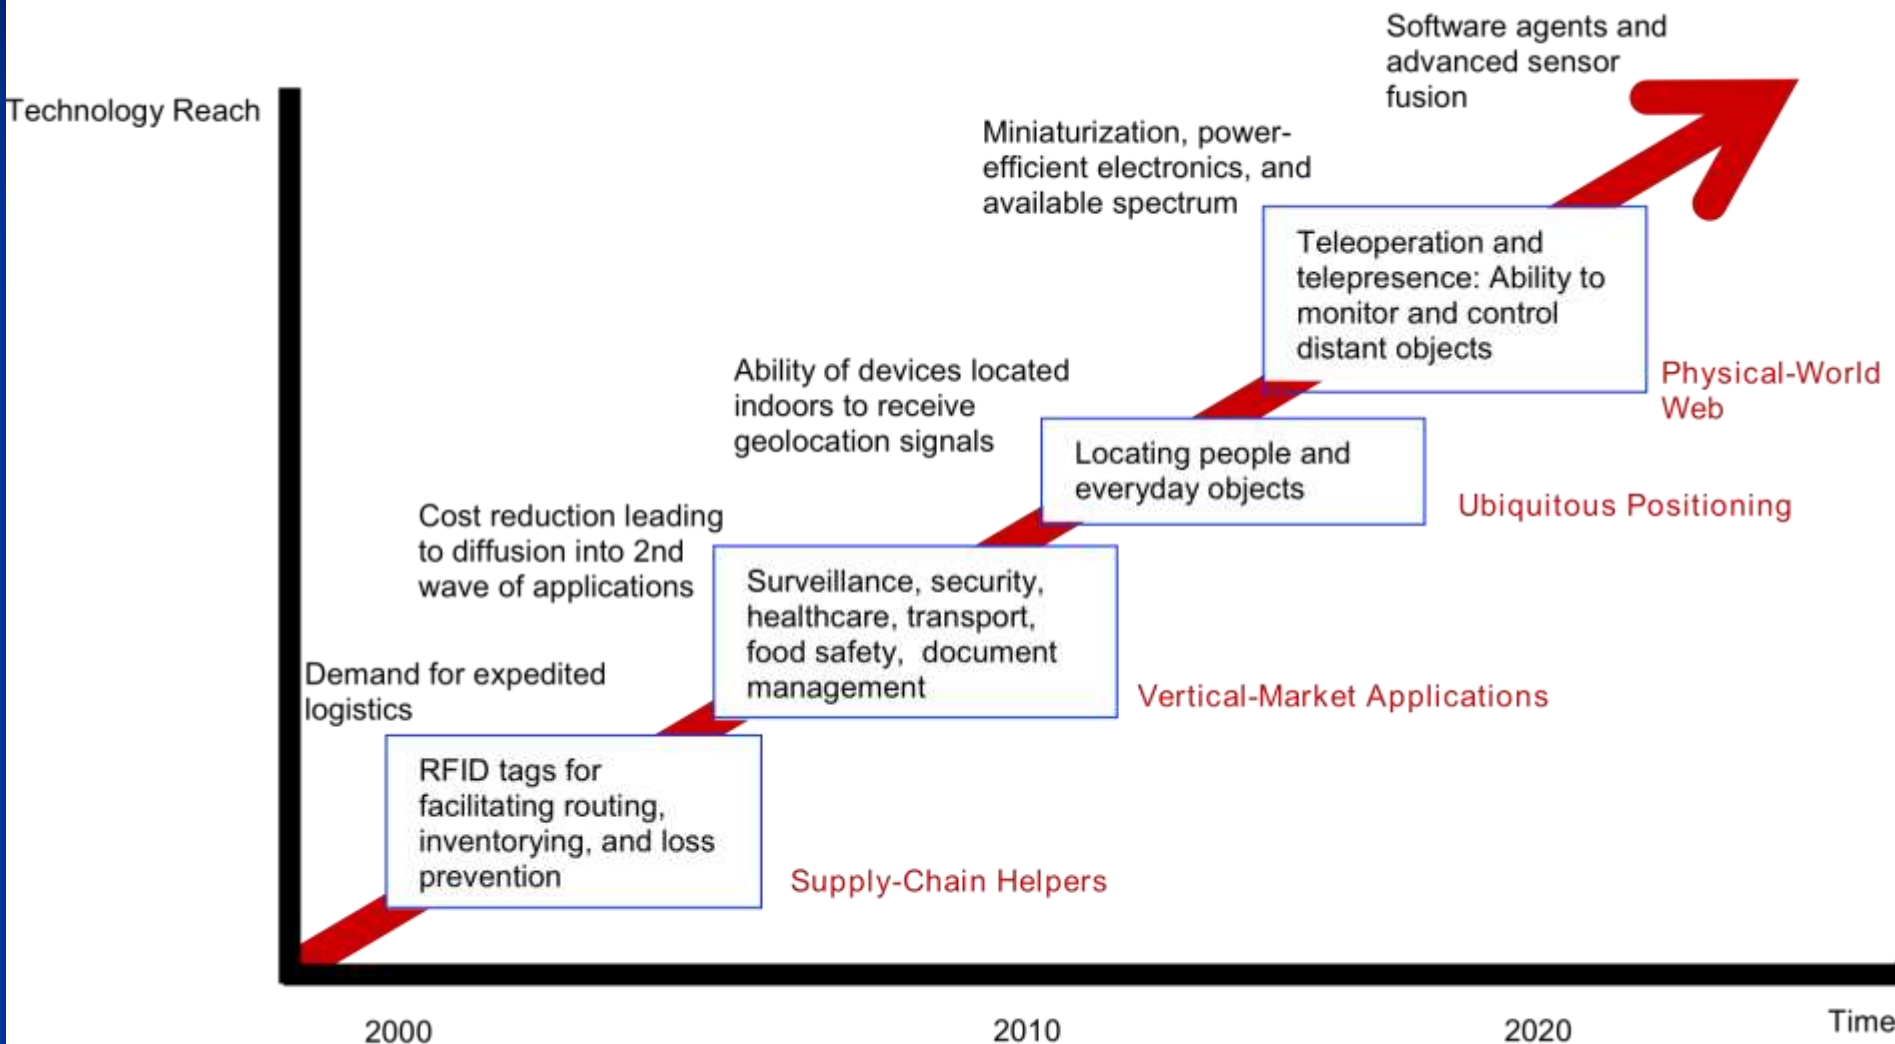 Software agents and
advanced sensor
fusion
Technology Reach
Miniaturization, power-
efficient electronics, and
available spectrum
Teleoperation and
telepresence: Ability to
monitor and control
distant objects
Physical-World
Web
Ability of devices located
indoors to receive
geolocation signals
Locating people and
everyday objects
Ubiquitous Positioning
Cost reduction leading
to diffusion into 2nd
wave of applications
Surveillance, security,
healthcare, transport,
food safety,  document
management
Vertical-Market Applications
Demand for expedited
logistics
RFID tags for
facilitating routing,
inventorying, and loss
prevention
Supply-Chain Helpers
2000
2010
2020
Time